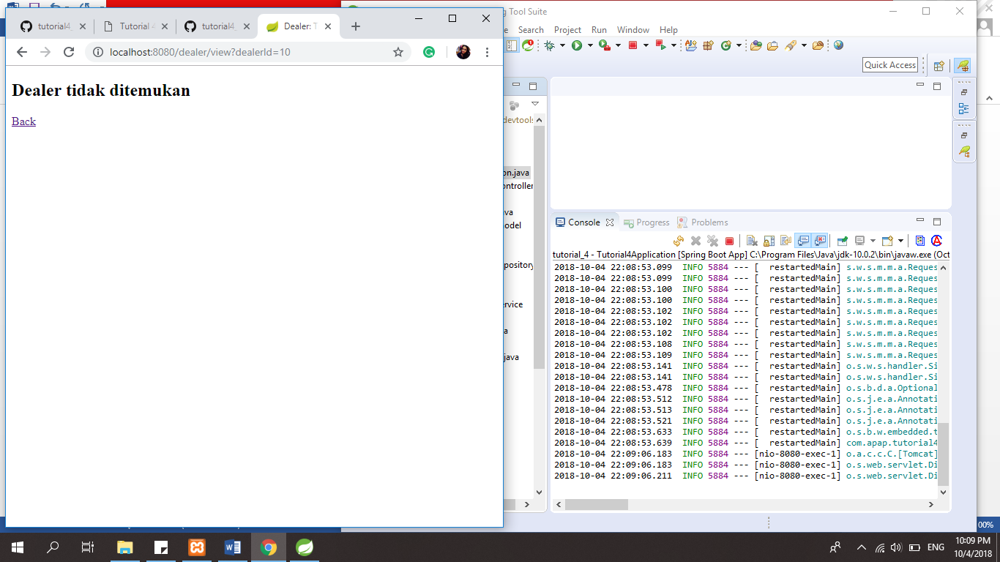 tutorial4_
Tutorial 4
tutorial4_
Dealer: T
localhost:8080/dealer/view?dealerId=10
Dealer tidak ditemukan
Back
g Tool Suite
Search Project Run Window Help
Quick Access
devtools
on.java
ontroller
va
odel
pository
rvice
a
java
Console Progress Problems
tutorial_4 - Tutorial4Application [Spring Boot App] C:\Program Files\Java\jdk-10.0.2\bin\javaw.exe (Oct
2018-10-04 22:08:53.099 INFO 5884 --- [ restartedMain] s.w.s.m.m.a.Reques
2018-10-04 22:08:53.099 INFO 5884 --- [ restartedMain] s.w.s.m.m.a.Reques
2018-10-04 22:08:53.100 INFO 5884 --- [ restartedMain] s.w.s.m.m.a.Reques
2018-10-04 22:08:53.100 INFO 5884 --- [ restartedMain] s.w.s.m.m.a.Reques
2018-10-04 22:08:53.102 INFO 5884 --- [ restartedMain] s.w.s.m.m.a.Reques
2018-10-04 22:08:53.102 INFO 5884 --- [ restartedMain] s.w.s.m.m.a.Reques
2018-10-04 22:08:53.102 INFO 5884 --- [ restartedMain] s.w.s.m.m.a.Reques
2018-10-04 22:08:53.108 INFO 5884 --- [ restartedMain] s.w.s.m.m.a.Reques
2018-10-04 22:08:53.109 INFO 5884 --- [ restartedMain] s.w.s.m.m.a.Reques
2018-10-04 22:08:53.141 INFO 5884 --- [ restartedMain] o.s.w.s.handler.Si
2018-10-04 22:08:53.141 INFO 5884 --- [ restartedMain] o.s.w.s.handler.Si
2018-10-04 22:08:53.478 INFO 5884 --- [ restartedMain] o.s.b.d.a.Optional
2018-10-04 22:08:53.512 INFO 5884 --- [ restartedMain] o.s.j.e.a.Annotati
2018-10-04 22:08:53.513 INFO 5884 --- [ restartedMain] o.s.j.e.a.Annotati
2018-10-04 22:08:53.521 INFO 5884 --- [ restartedMain] o.s.j.e.a.Annotati
2018-10-04 22:08:53.633 INFO 5884 --- [ restartedMain] o.s.b.w.embedded.t
2018-10-04 22:08:53.639 INFO 5884 --- [ restartedMain] com.apap.tutorial4
2018-10-04 22:09:06.183 INFO 5884 --- [nio-8080-exec-1] o.a.c.c.C.[Tomcat]
2018-10-04 22:09:06.183 INFO 5884 --- [nio-8080-exec-1] o.s.web.servlet.Di
2018-10-04 22:09:06.211 INFO 5884 --- [nio-8080-exec-1] o.s.web.servlet.Di
00%
ENG
10:09 PM
10/4/2018